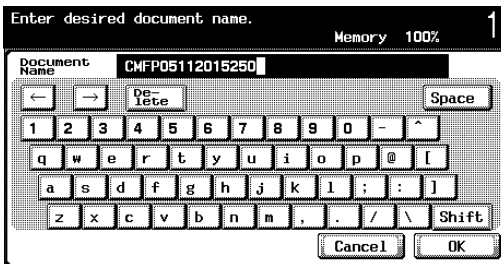 Enter desired document name.
Memory 100% 1
Document Name CMFP05112015250
← → De-lete Space
1 2 3 4 5 6 7 8 9 0 - ^
q w e r t y u i o p @ [
a s d f g h j k l ; : ]
z x c v b n m , . / \ Shift
Cancel OK